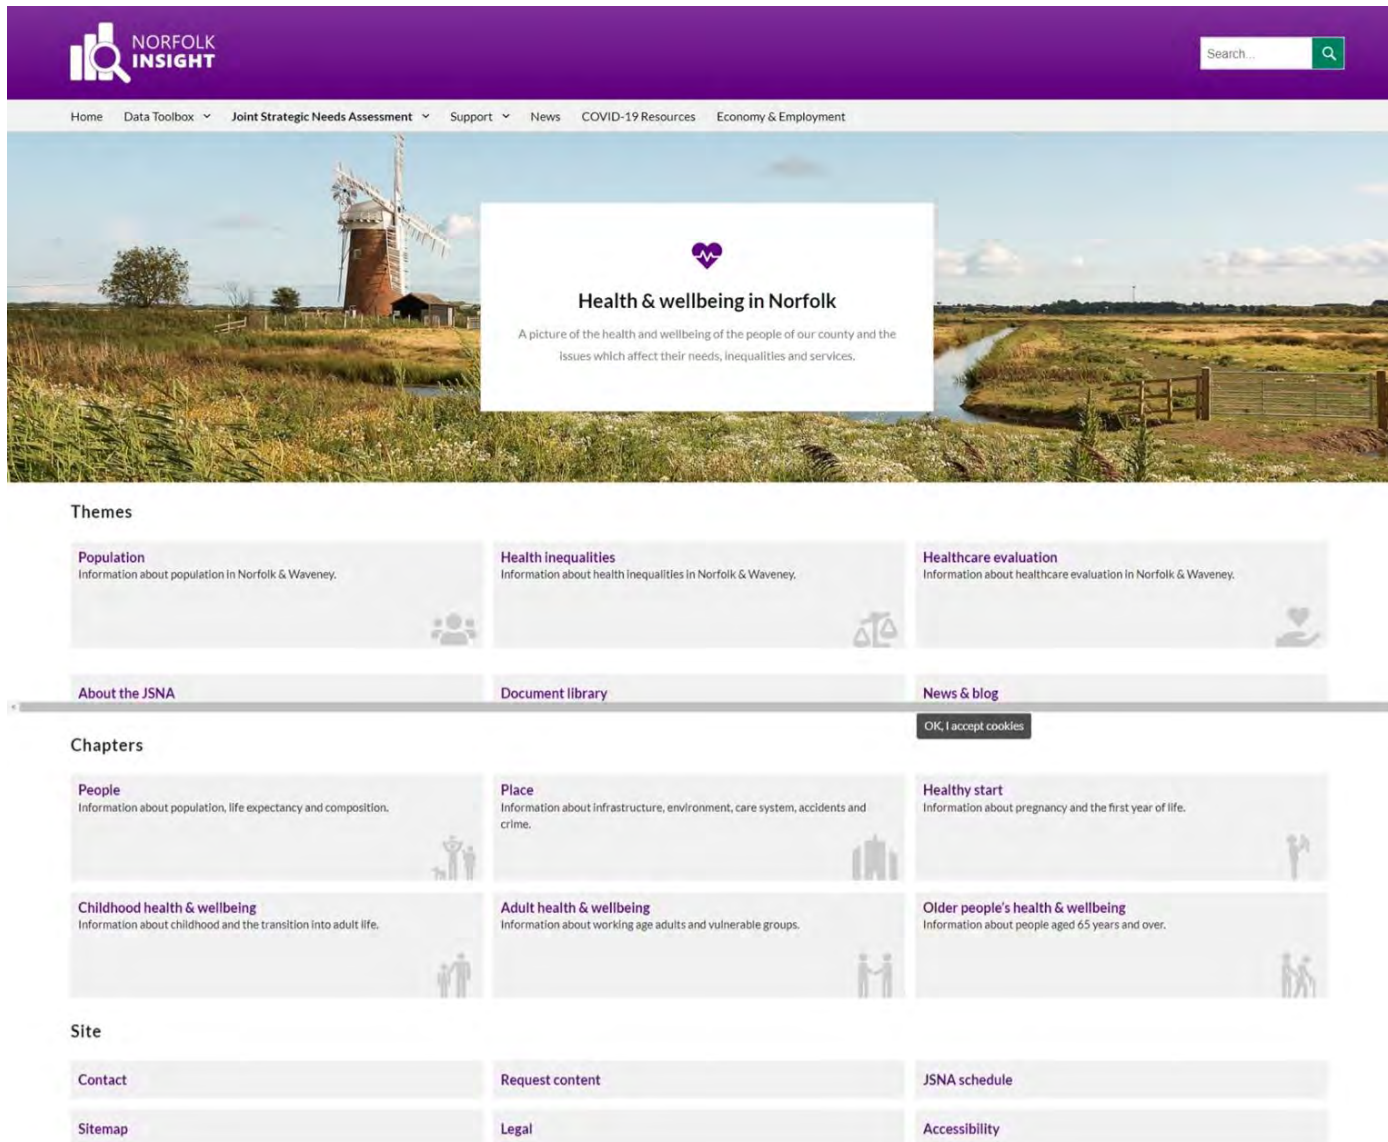 NORFOLK
INSIGHT
Search...
Home Data Toolbox Joint Strategic Needs Assessment Support News COVID-19 Resources Economy & Employment
Health & wellbeing in Norfolk
A picture of the health and wellbeing of the people of our county and the
issues which affect their needs, inequalities and services.
Themes
Population
Information about population in Norfolk & Waveney.
Health inequalities
Information about health inequalities in Norfolk & Waveney.
Healthcare evaluation
Information about healthcare evaluation in Norfolk & Waveney.
About the JSNA
Document library
News & blog
OK, I accept cookies
Chapters
People
Information about population, life expectancy and composition.
Place
Information about infrastructure, environment, care system, accidents and
crime.
Healthy start
Information about pregnancy and the first year of life.
Childhood health & wellbeing
Information about childhood and the transition into adult life.
Adult health & wellbeing
Information about working age adults and vulnerable groups.
Older people's health & wellbeing
Information about people aged 65 years and over.
Site
Contact
Request content
JSNA schedule
Sitemap
Legal
Accessibility